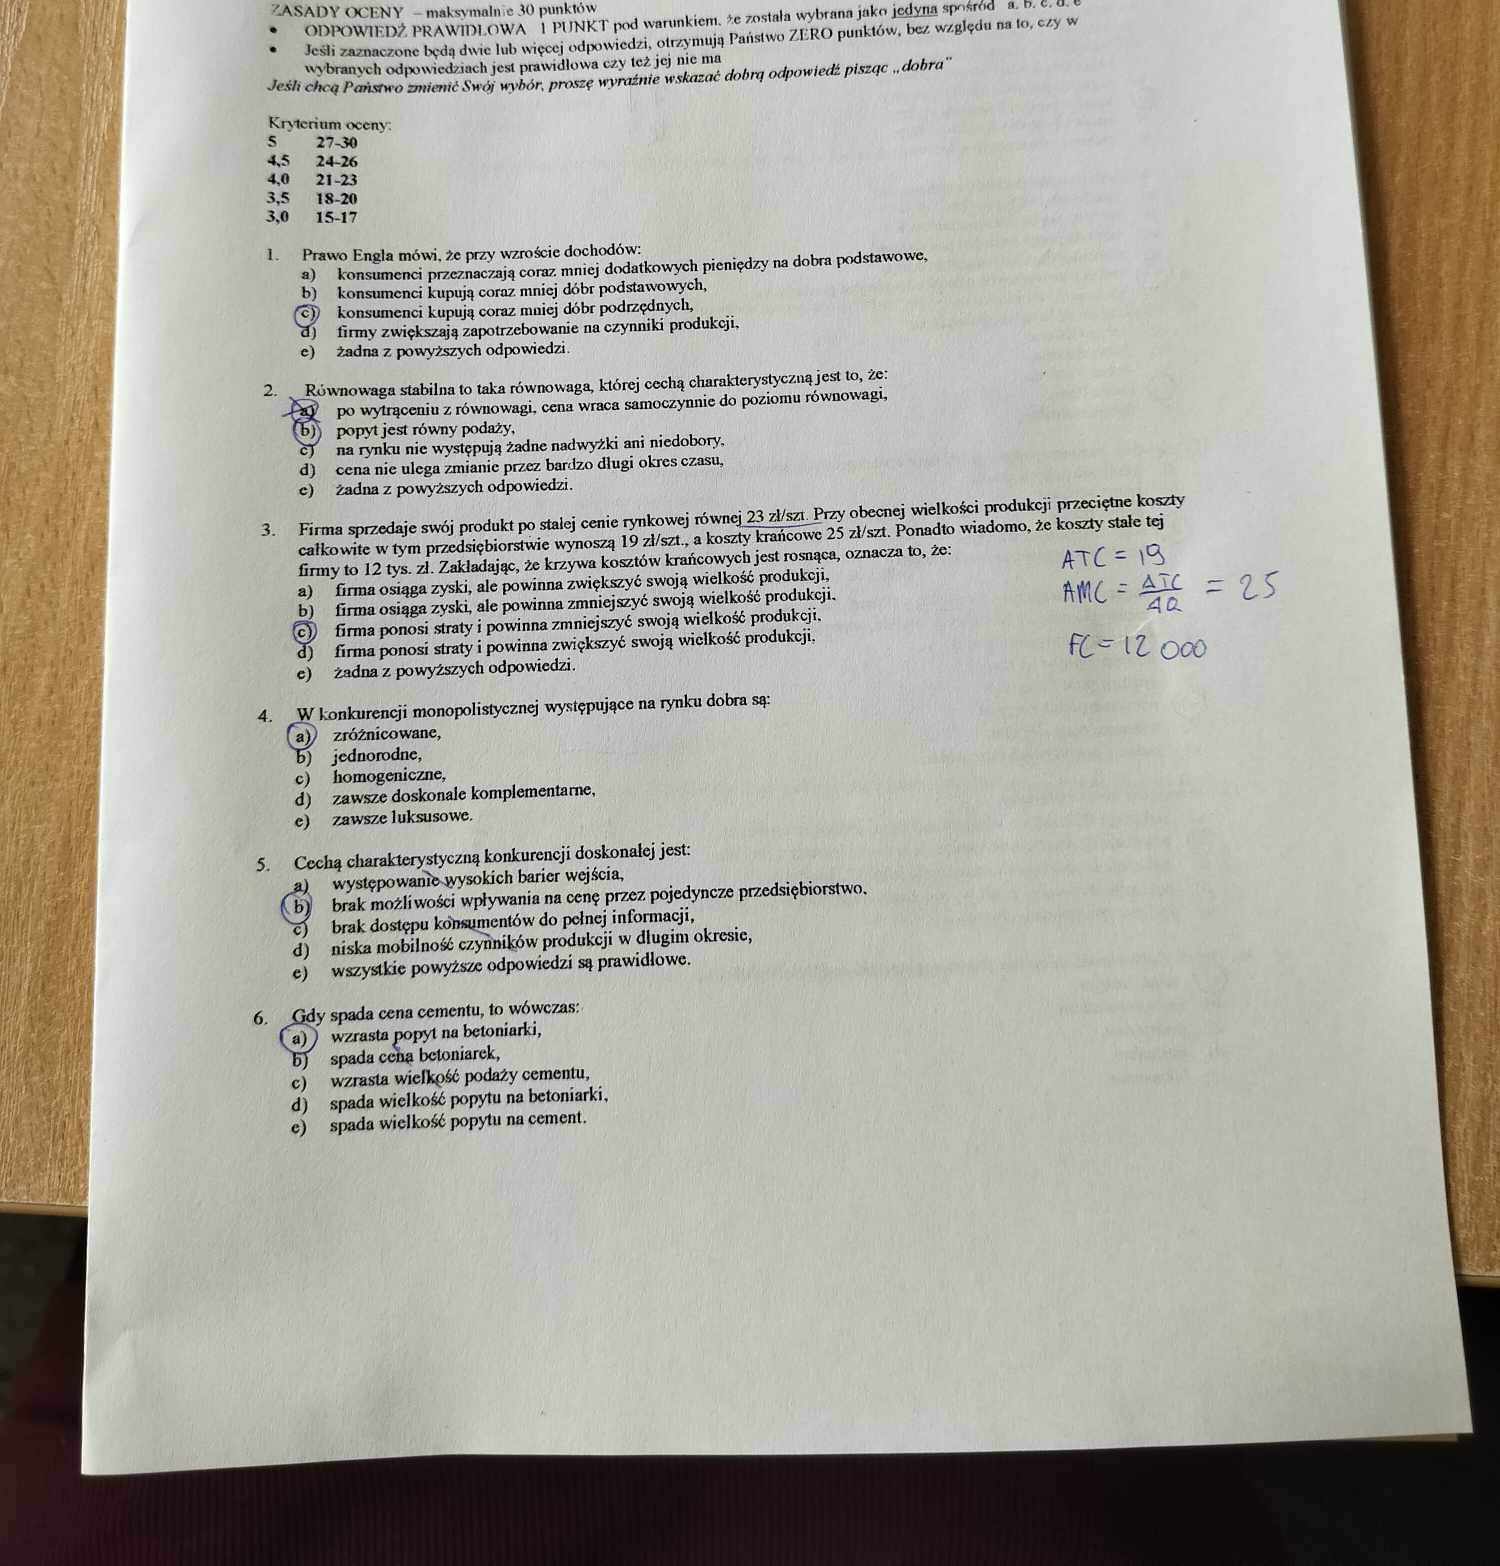 ZASADY OCENY – maksymalnie 30 punktów
• ODPOWIEDŹ PRAWIDŁOWA 1 PUNKT pod warunkiem, że została wybrana jako jedyna spośród a, b, c, d, e
• Jeśli zaznaczone będą dwie lub więcej odpowiedzi, otrzymują Państwo ZERO punktów, bez względu na to, czy w
wybranych odpowiedziach jest prawidłowa czy też jej nie ma
Jeśli chcą Państwo zmienić Swój wybór, proszę wyraźnie wskazać dobrą odpowiedź pisząc „dobra”
Kryterium oceny:
5 27-30
4,5 24-26
4,0 21-23
3,5 18-20
3,0 15-17
1. Prawo Engla mówi, że przy wzroście dochodów:
a) konsumenci przeznaczają coraz mniej dodatkowych pieniędzy na dobra podstawowe,
b) konsumenci kupują coraz mniej dóbr podstawowych,
c) konsumenci kupują coraz mniej dóbr podrzędnych,
d) firmy zwiększają zapotrzebowanie na czynniki produkcji,
e) żadna z powyższych odpowiedzi.
2. Równowaga stabilna to taka równowaga, której cechą charakterystyczną jest to, że:
a) po wytrąceniu z równowagi, cena wraca samoczynnie do poziomu równowagi,
b) popyt jest równy podaży,
c) na rynku nie występują żadne nadwyżki ani niedobory,
d) cena nie ulega zmianie przez bardzo długi okres czasu,
e) żadna z powyższych odpowiedzi.
3. Firma sprzedaje swój produkt po stałej cenie rynkowej równej 23 zł/szt. Przy obecnej wielkości produkcji przeciętne koszty
całkowite w tym przedsiębiorstwie wynoszą 19 zł/szt., a koszty krańcowe 25 zł/szt. Ponadto wiadomo, że koszty stałe tej
firmy to 12 tys. zł. Zakładając, że krzywa kosztów krańcowych jest rosnąca, oznacza to, że:
a) firma osiąga zyski, ale powinna zwiększyć swoją wielkość produkcji,
b) firma osiąga zyski, ale powinna zmniejszyć swoją wielkość produkcji.
c) firma ponosi straty i powinna zmniejszyć swoją wielkość produkcji.
d) firma ponosi straty i powinna zwiększyć swoją wielkość produkcji,
e) żadna z powyższych odpowiedzi.
ATC = 19
AMC = ΔTC / ΔQ = 25
FC = 12 000
4. W konkurencji monopolistycznej występujące na rynku dobra są:
a) zróżnicowane,
b) jednorodne,
c) homogeniczne,
d) zawsze doskonale komplementarne,
e) zawsze luksusowe.
5. Cechą charakterystyczną konkurencji doskonałej jest:
a) występowanie wysokich barier wejścia,
b) brak możliwości wpływania na cenę przez pojedyncze przedsiębiorstwo,
c) brak dostępu konsumentów do pełnej informacji,
d) niska mobilność czynników produkcji w długim okresie,
e) wszystkie powyższe odpowiedzi są prawidłowe.
6. Gdy spada cena cementu, to wówczas:
a) wzrasta popyt na betoniarki,
b) spada cena betoniarek,
c) wzrasta wielkość podaży cementu,
d) spada wielkość popytu na betoniarki,
e) spada wielkość popytu na cement.